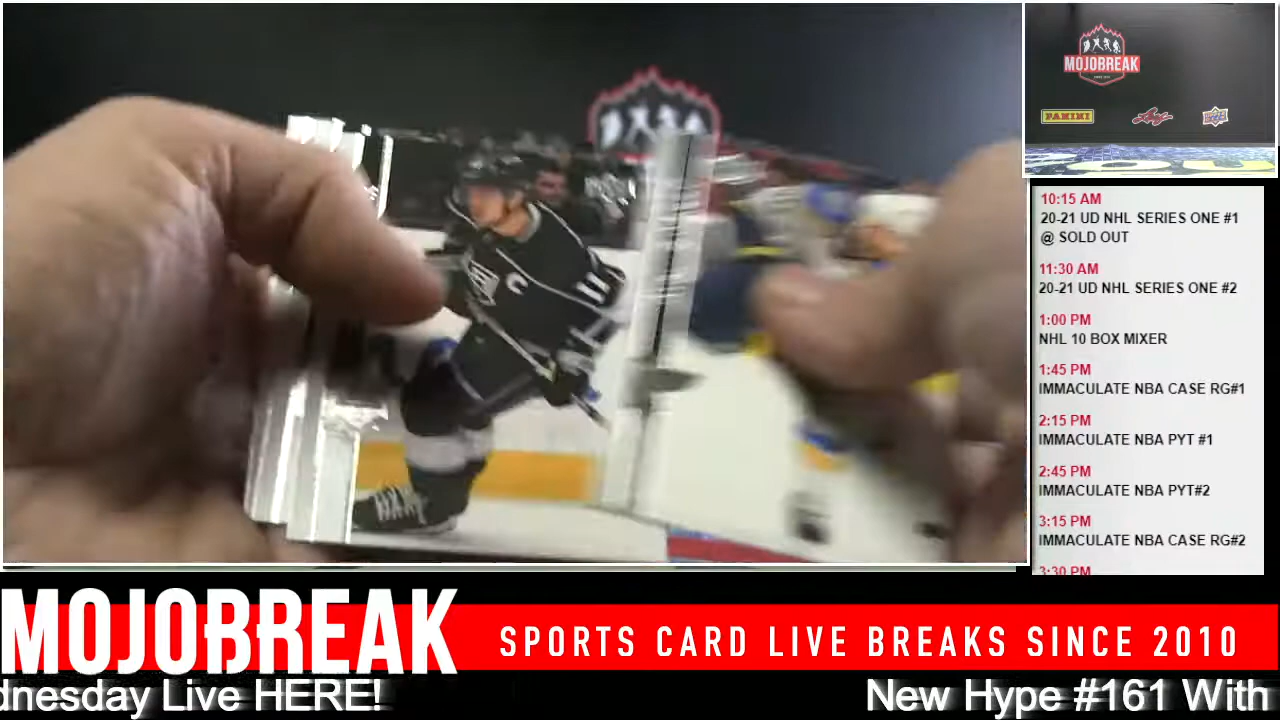 MOJOBREAK
PANINI
Leaf
10:15 AM
20-21 UD NHL SERIES ONE #1
@ SOLD OUT
11:30 AM
20-21 UD NHL SERIES ONE #2
1:00 PM
NHL 10 BOX MIXER
1:45 PM
IMMACULATE NBA CASE RG#1
2:15 PM
IMMACULATE NBA PYT #1
2:45 PM
IMMACULATE NBA PYT#2
3:15 PM
IMMACULATE NBA CASE RG#2
3:30 PM
C
11
MOJOBREAK
SPORTS CARD LIVE BREAKS SINCE 2010
dnesday Live HERE!
New Hype #161 With